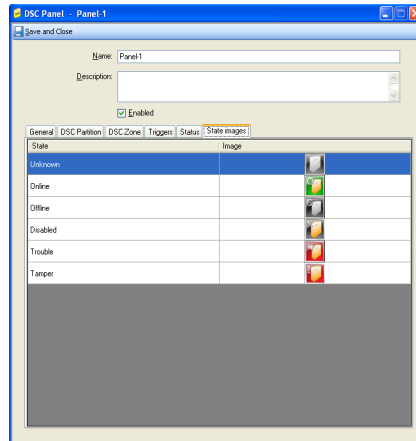 DSC Panel - Panel-1
Save and Close
Name: Panel-1
Description:
Enabled
General DSC Partition DSC Zone Triggers Status State images
State Image
Unknown
Online
Offline
Disabled
Trouble
Tamper